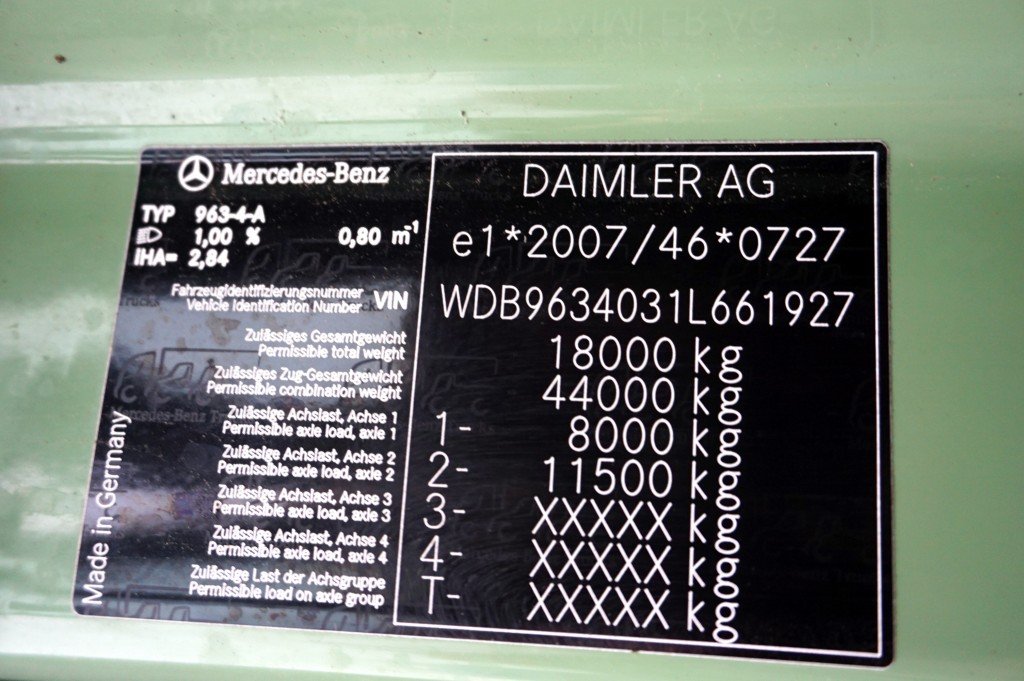 Mercedes-Benz
DAIMLER AG
TYP 963-4-A
1,00 % 0,80 m⁻¹
IHA= 2,84
e1*2007/46*0727
Fahrzeugidentifizierungsnummer
Vehicle Identification Number VIN
WDB9634031L661927
Zulässiges Gesamtgewicht
Permissible total weight
18000 kg
Zulässiges Zug-Gesamtgewicht
Permissible combination weight
44000 kg
Zulässige Achslast, Achse 1
Permissible axle load, axle 1
1- 8000 kg
Zulässige Achslast, Achse 2
Permissible axle load, axle 2
2- 11500 kg
Zulässige Achslast, Achse 3
Permissible axle load, axle 3
3- XXXXX kg
Zulässige Achslast, Achse 4
Permissible axle load, axle 4
4- XXXXX kg
Zulässige Last der Achsgruppe
Permissible load on axle group
T- XXXXX kg
Made in Germany